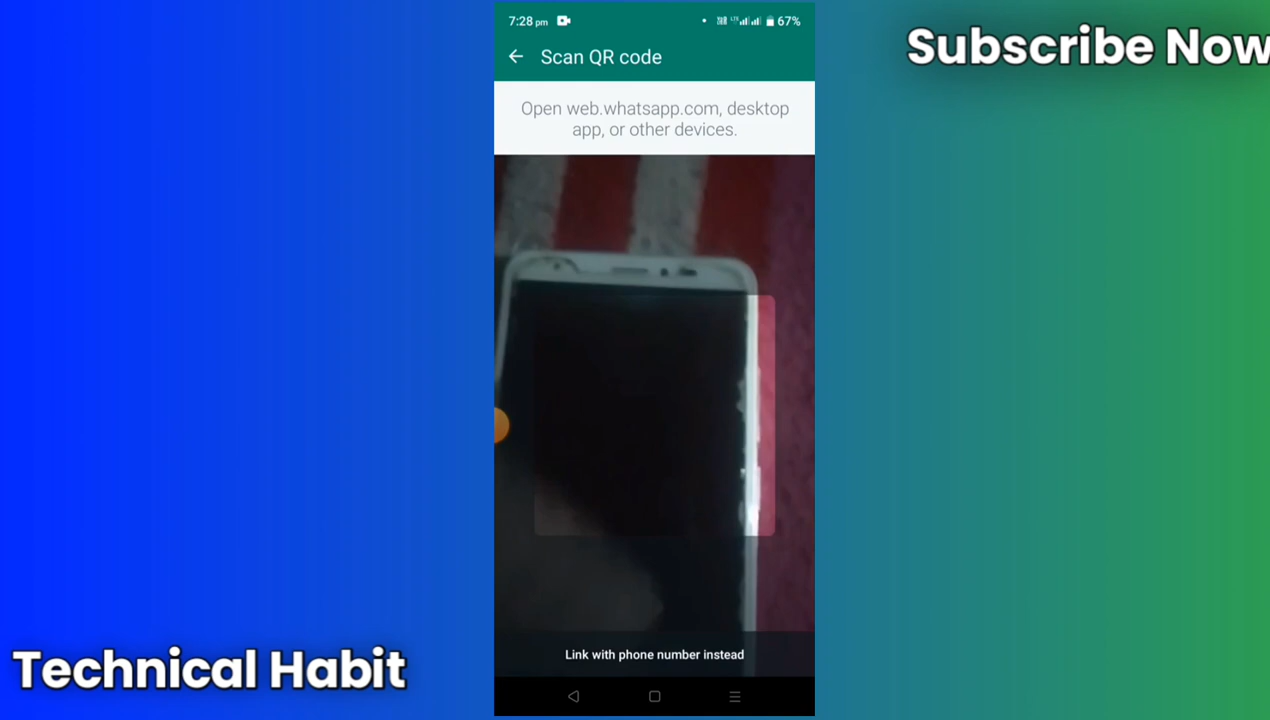 7:28 pm
67%
Subscribe Now
Scan QR code
Open web.whatsapp.com, desktop
app, or other devices.
Link with phone number instead
Technical Habit